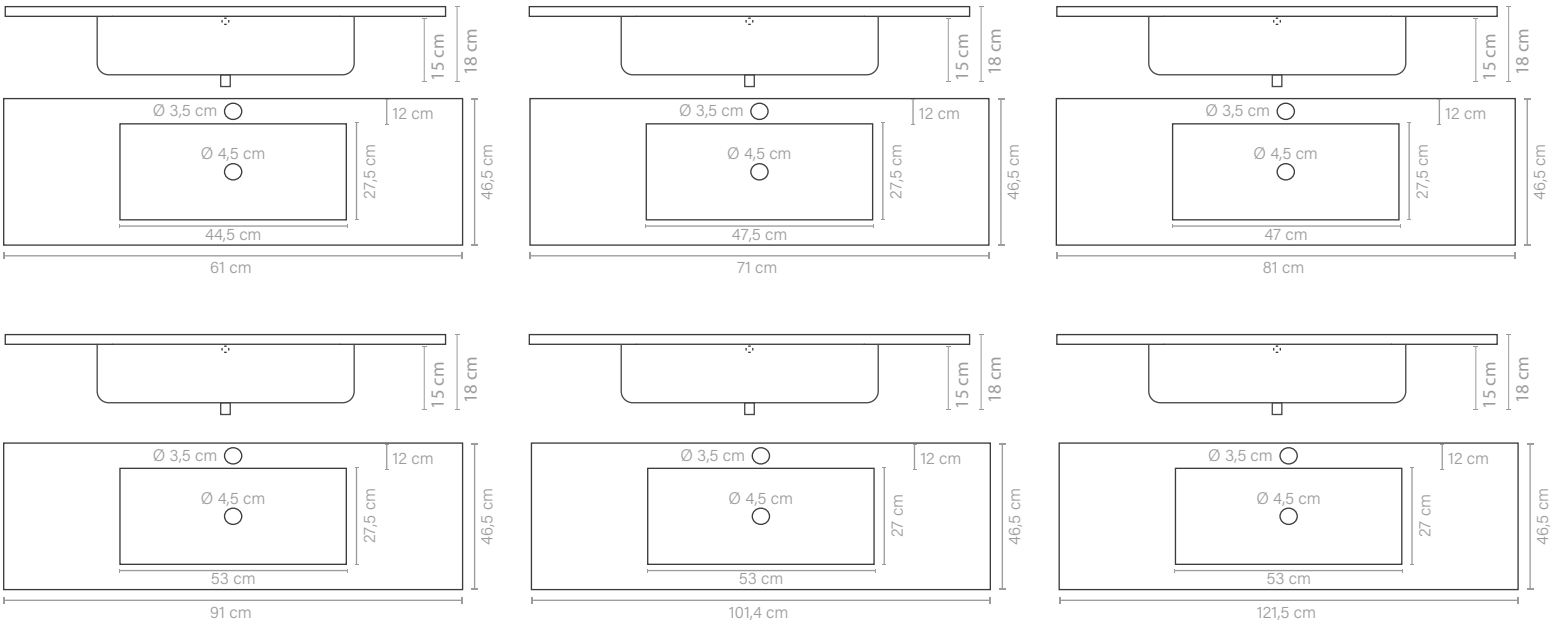 15 cm
18 cm
Ø 3,5 cm
12 cm
Ø 4,5 cm
27,5 cm
46,5 cm
44,5 cm
61 cm
15 cm
18 cm
Ø 3,5 cm
12 cm
Ø 4,5 cm
27,5 cm
46,5 cm
47,5 cm
71 cm
15 cm
18 cm
Ø 3,5 cm
12 cm
Ø 4,5 cm
27,5 cm
46,5 cm
47 cm
81 cm
15 cm
18 cm
Ø 3,5 cm
12 cm
Ø 4,5 cm
27,5 cm
46,5 cm
53 cm
91 cm
15 cm
18 cm
Ø 3,5 cm
12 cm
Ø 4,5 cm
27 cm
46,5 cm
53 cm
101,4 cm
15 cm
18 cm
Ø 3,5 cm
12 cm
Ø 4,5 cm
27 cm
46,5 cm
53 cm
121,5 cm